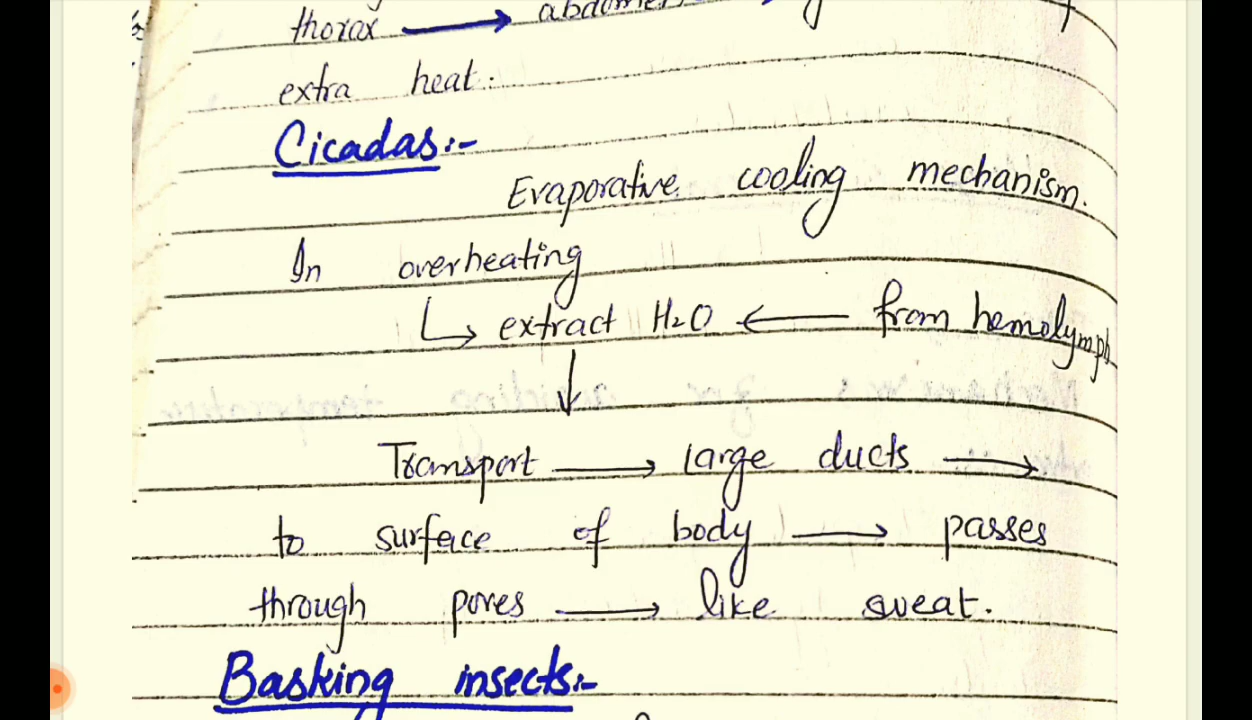 thorax → abdomen
extra heat.
Cicadas:-
Evaporative cooling mechanism.
In overheating
↳ extract H2O ← from hemolymph
↓
Transport → large ducts →
to surface of body → passes
through pores → like sweat.
Basking insects:-